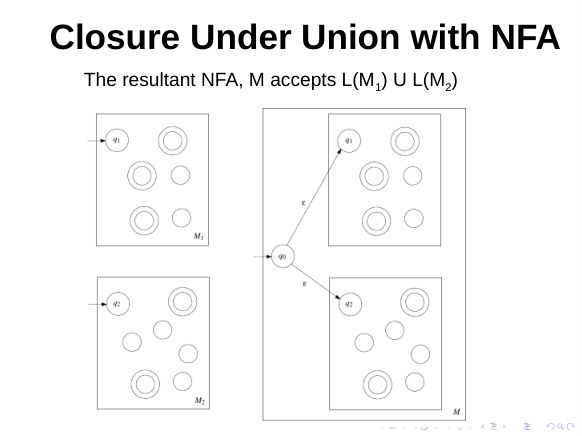 Closure Under Union with NFA
The resultant NFA, M accepts L(M₁) U L(M₂)
q₁
M₁
q₂
M₂
q₁
ε
q₀
ε
q₂
M